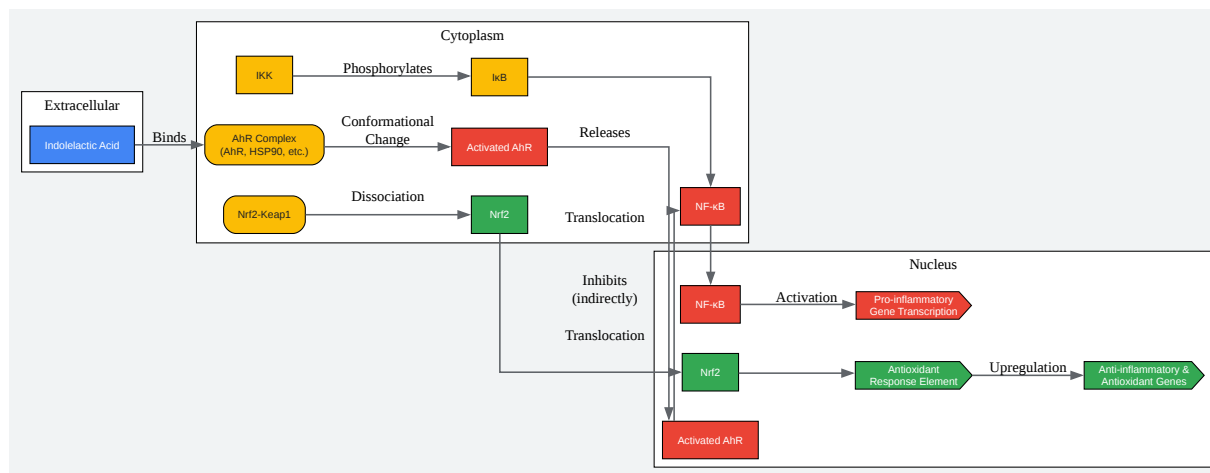 Cytoplasm
IKK
Phosphorylates
IκB
Extracellular
Indolelactic Acid
Binds
AhR Complex
(AhR, HSP90, etc.)
Conformational
Change
Activated AhR
Releases
Nrf2-Keap1
Dissociation
Nrf2
Translocation
NF-κB
Nucleus
Inhibits
(indirectly)
NF-κB
Activation
Pro-inflammatory
Gene Transcription
Translocation
Nrf2
Antioxidant
Response Element
Upregulation
Anti-inflammatory &
Antioxidant Genes
Activated AhR